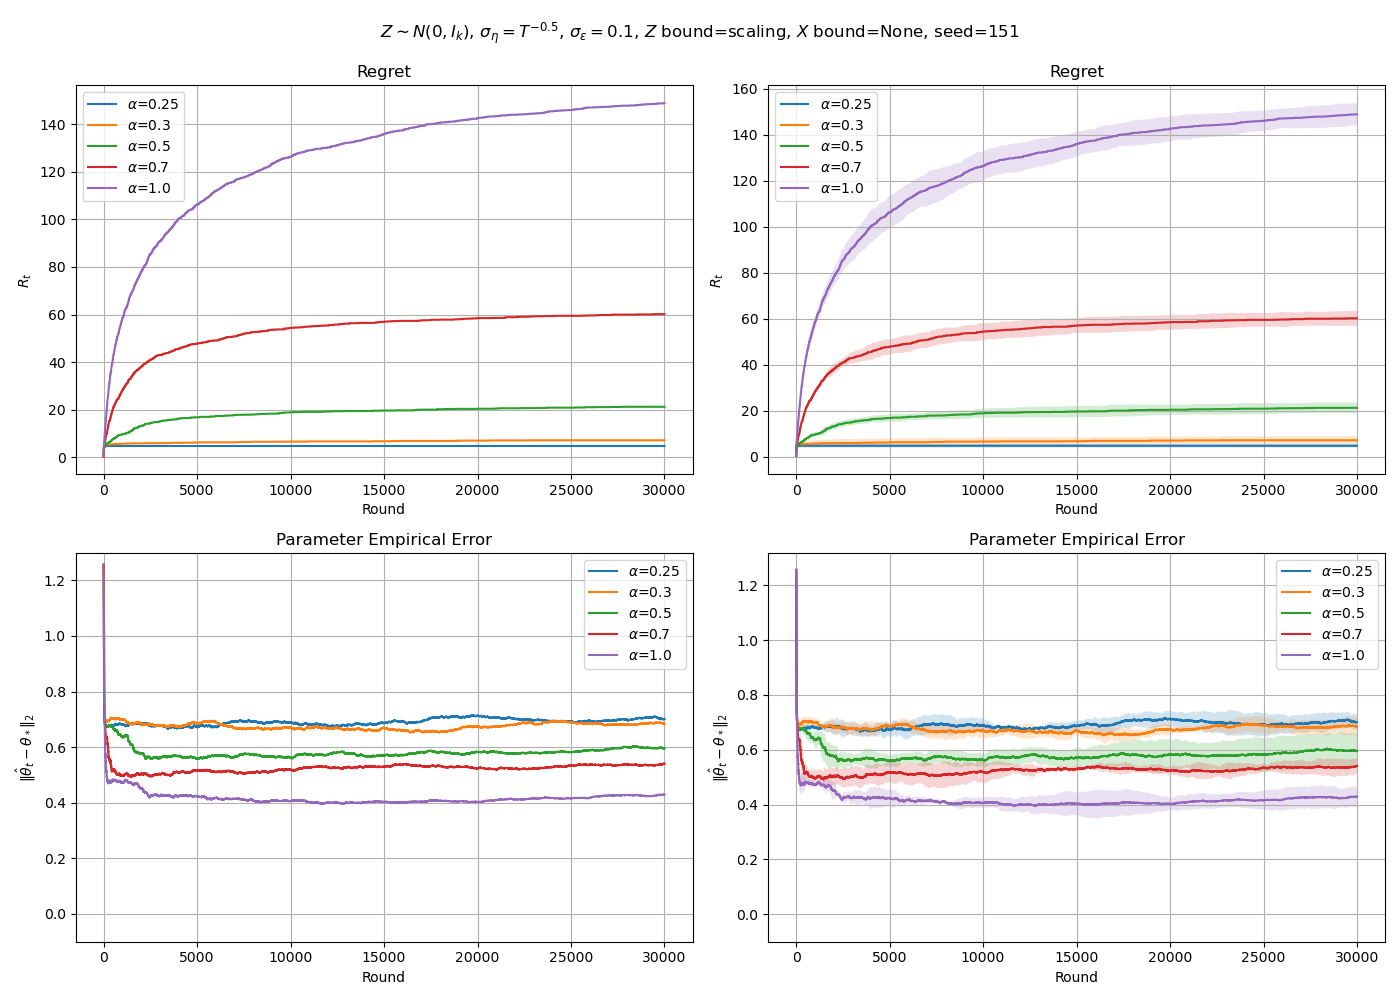 Z ∼ N(0, I_k), σ_η = T^{−0.5}, σ_ε = 0.1, Z bound=scaling, X bound=None, seed=151
Regret
α=0.25
α=0.3
α=0.5
α=0.7
α=1.0
140
120
100
80
60
40
20
0
R_t
0 5000 10000 15000 20000 25000 30000
Round
Regret
α=0.25
α=0.3
α=0.5
α=0.7
α=1.0
160
140
120
100
80
60
40
20
0
R_t
0 5000 10000 15000 20000 25000 30000
Round
Parameter Empirical Error
α=0.25
α=0.3
α=0.5
α=0.7
α=1.0
1.2
1.0
0.8
0.6
0.4
0.2
0.0
‖θ̂_t − θ_*‖_2
0 5000 10000 15000 20000 25000 30000
Round
Parameter Empirical Error
α=0.25
α=0.3
α=0.5
α=0.7
α=1.0
1.2
1.0
0.8
0.6
0.4
0.2
0.0
‖θ̂_t − θ_*‖_2
0 5000 10000 15000 20000 25000 30000
Round